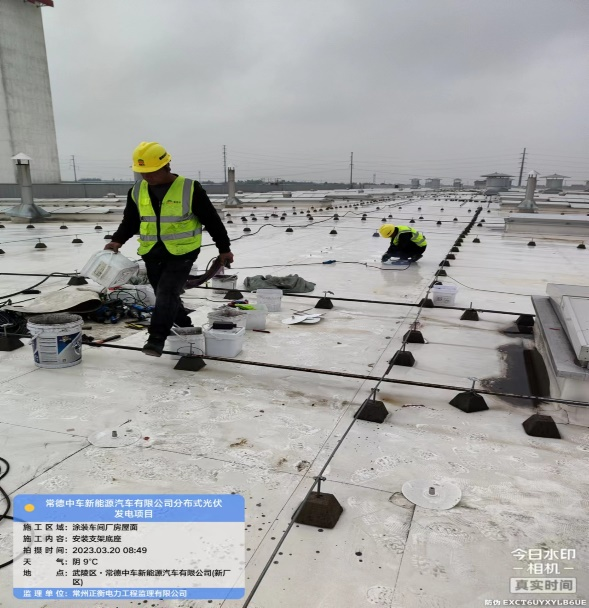 常德中车新能源汽车有限公司分布式光伏
发电项目
施工区域：涂装车间厂房屋面
施工内容：安装支架底座
拍摄时间：2023.03.20 08:49
天气：阴 9°C
地点：武陵区·常德中车新能源汽车有限公司(新厂
区)
监理单位：常州正衡电力工程监理有限公司
今日水印
相机
真实时间
防伪 EXCT6UYXYLB6UE